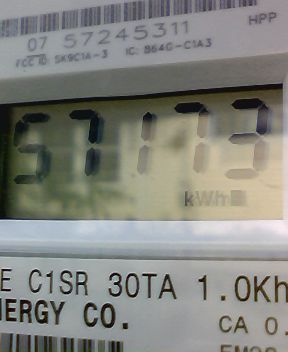 HPP
07 57245311
FCC ID: SK9C1A-3 IC: 864G-C1A3
57173
kWh
E C1SR 30TA 1.0Kh
NERGY CO.
CA 0.